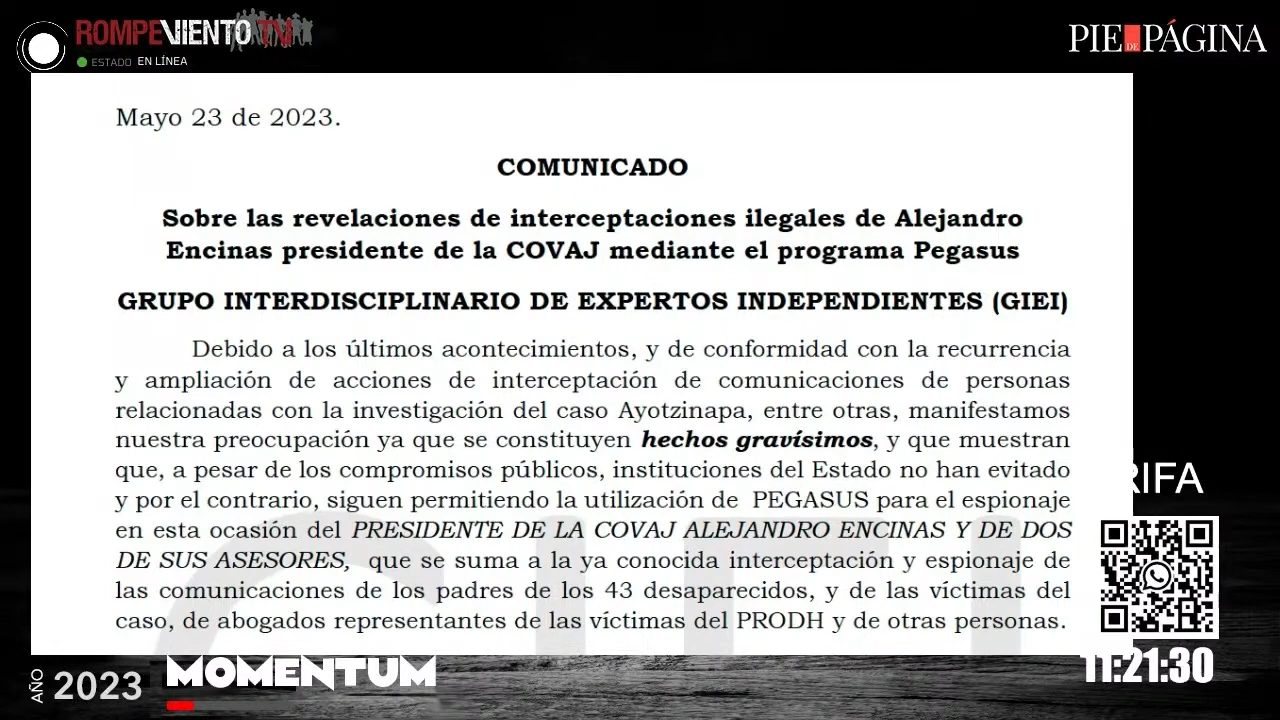 ROMPEVIENTO TV
ESTADO EN LÍNEA
PIE DE PÁGINA
Mayo 23 de 2023.
COMUNICADO
Sobre las revelaciones de interceptaciones ilegales de Alejandro
Encinas presidente de la COVAJ mediante el programa Pegasus
GRUPO INTERDISCIPLINARIO DE EXPERTOS INDEPENDIENTES (GIEI)
Debido a los últimos acontecimientos, y de conformidad con la recurrencia
y ampliación de acciones de interceptación de comunicaciones de personas
relacionadas con la investigación del caso Ayotzinapa, entre otras, manifestamos
nuestra preocupación ya que se constituyen hechos gravísimos, y que muestran
que, a pesar de los compromisos públicos, instituciones del Estado no han evitado
y por el contrario, siguen permitiendo la utilización de PEGASUS para el espionaje
en esta ocasión del PRESIDENTE DE LA COVAJ ALEJANDRO ENCINAS Y DE DOS
DE SUS ASESORES, que se suma a la ya conocida interceptación y espionaje de
las comunicaciones de los padres de los 43 desaparecidos, y de las víctimas del
caso, de abogados representantes de las víctimas del PRODH y de otras personas.
AÑO 2023
MOMENTUM
11:21:30